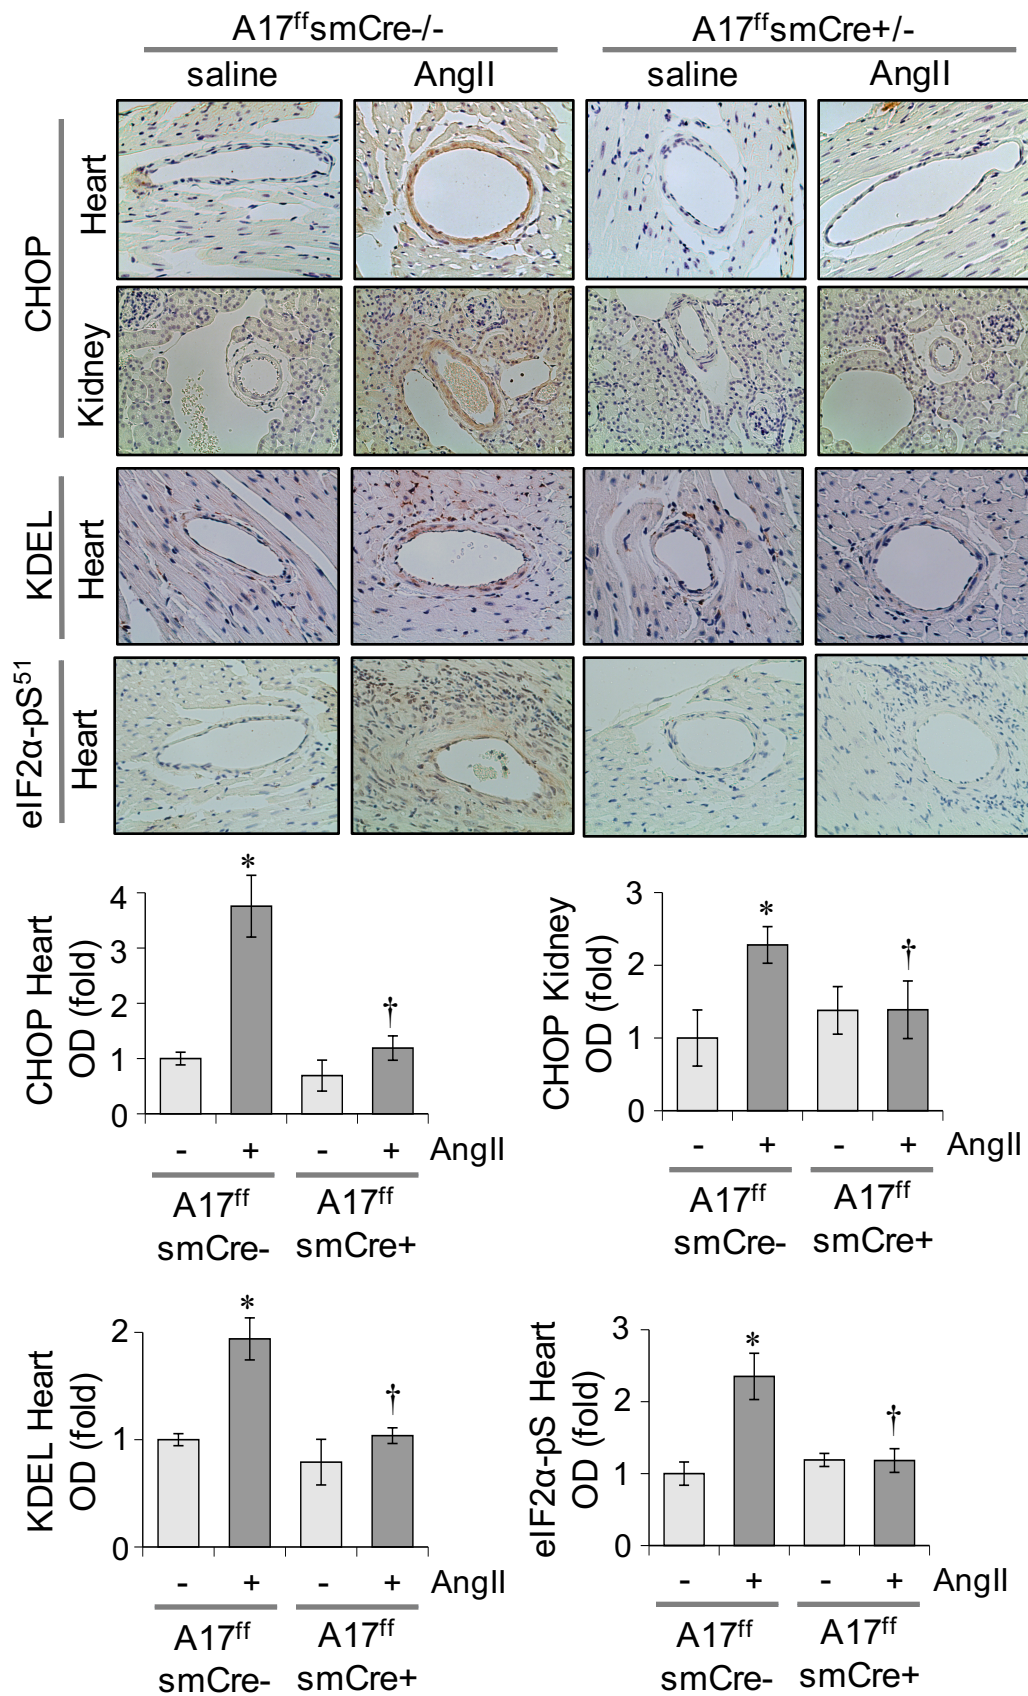 A17ffsmCre-/- A17ffsmCre+/-
saline AngII saline AngII
CHOP
Heart
Kidney
KDEL
Heart
eIF2α-pS51
Heart
CHOP Heart
OD (fold)
4
3
2
1
0
*
†
- + - + AngII
A17ff A17ff
smCre- smCre+
CHOP Kidney
OD (fold)
3
2
1
0
*
†
- + - + AngII
A17ff A17ff
smCre- smCre+
KDEL Heart
OD (fold)
2
1
0
*
†
- + - + AngII
A17ff A17ff
smCre- smCre+
eIF2α-pS Heart
OD (fold)
3
2
1
0
*
†
- + - + AngII
A17ff A17ff
smCre- smCre+